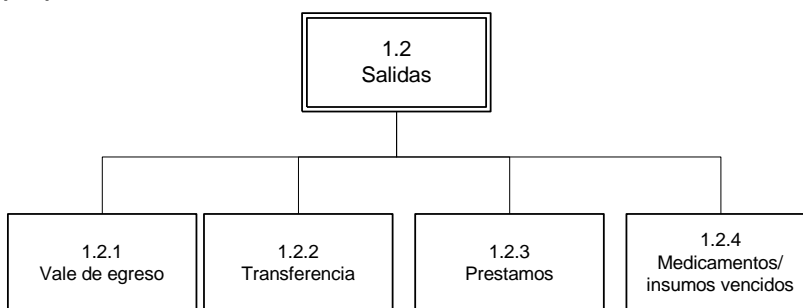 1.2
Salidas
1.2.1
Vale de egreso
1.2.2
Transferencia
1.2.3
Prestamos
1.2.4
Medicamentos/
insumos vencidos